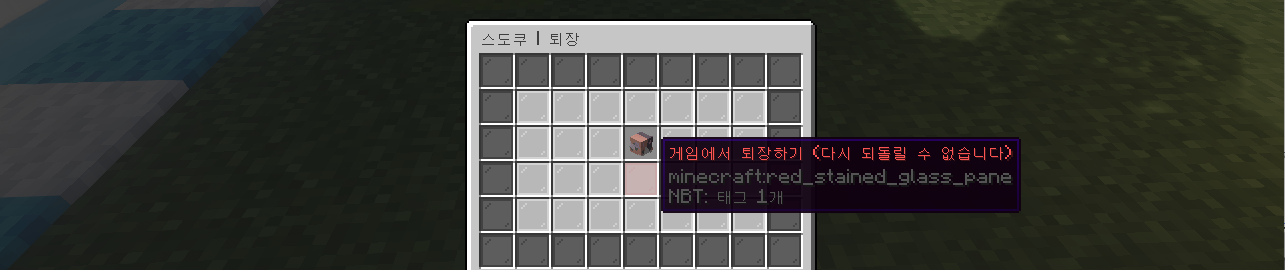 스도쿠 | 퇴장
게임에서 퇴장하기 (다시 되돌릴 수 없습니다)
minecraft:red_stained_glass_pane
NBT: 태그 1개